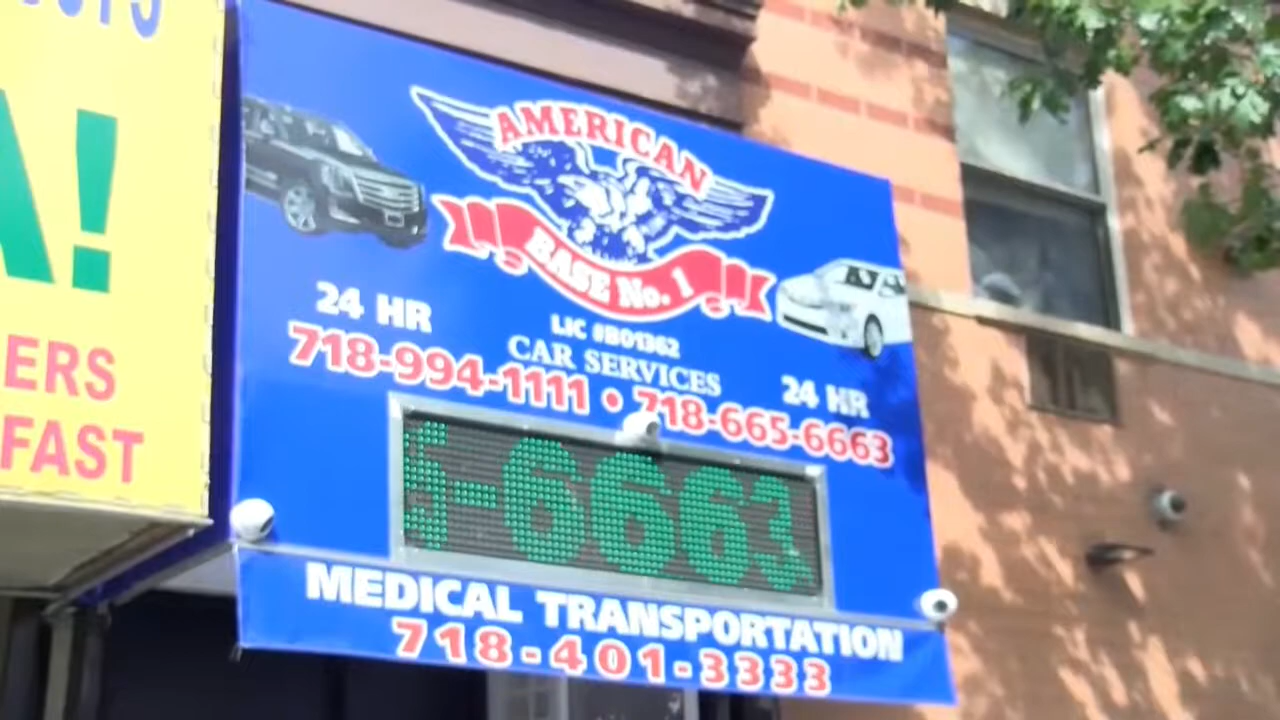 A!
ERS
FAST
AMERICAN
BASE No. 1
LIC #B01362
CAR SERVICES
24 HR
24 HR
718-994-1111 • 718-665-6663
5-6663
MEDICAL TRANSPORTATION
718-401-3333